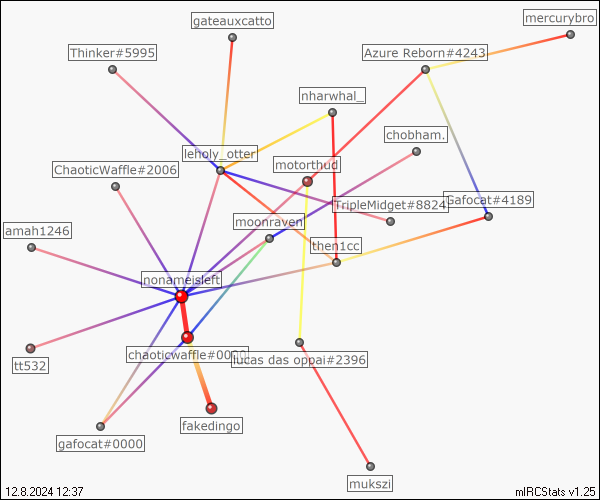 mercurybro
gateauxcatto
Thinker#5995
Azure Reborn#4243
nharwhal_
chobham.
leholy_otter
motorthud
ChaoticWaffle#2006
TripleMidget#8824
Gafocat#4189
moonraven
amah1246
then1cc
nonameisleft
chaoticwaffle#0000
lucas das oppai#2396
tt532
fakedingo
gafocat#0000
mukszi
12.8.2024 12:37
mIRCStats v1.25